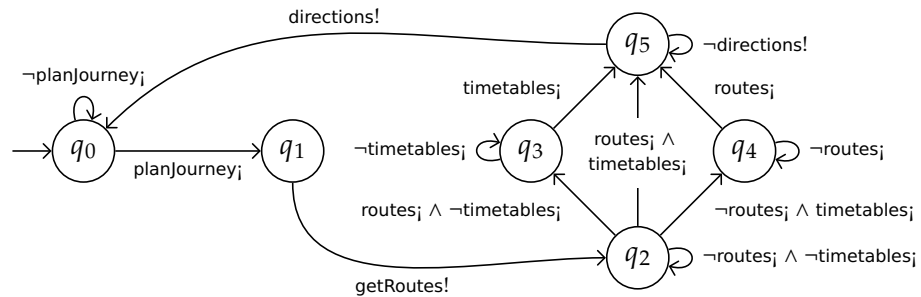 directions!
q5
¬directions!
¬planJourney¡
timetables¡
routes¡
q0
planJourney¡
q1
¬timetables¡
q3
routes¡ ∧
timetables¡
q4
¬routes¡
routes¡ ∧ ¬timetables¡
¬routes¡ ∧ timetables¡
getRoutes!
q2
¬routes¡ ∧ ¬timetables¡